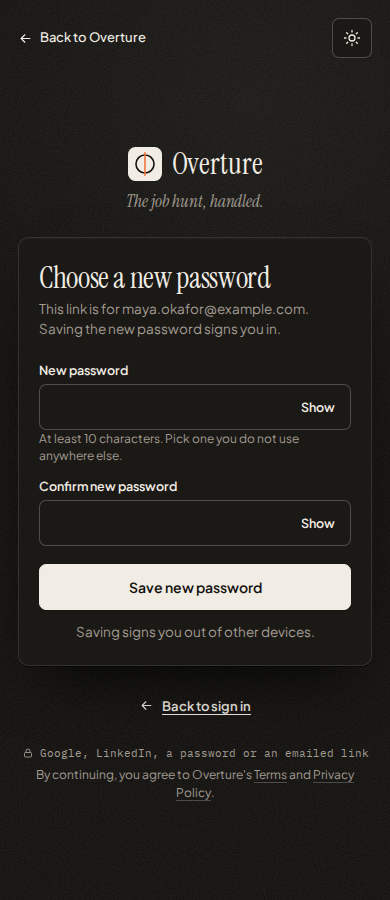 Back to Overture
Overture
The job hunt, handled.
Choose a new password
This link is for maya.okafor@example.com.
Saving the new password signs you in.
New password
Show
At least 10 characters. Pick one you do not use
anywhere else.
Confirm new password
Show
Save new password
Saving signs you out of other devices.
Back to sign in
Google, LinkedIn, a password or an emailed link
By continuing, you agree to Overture's Terms and Privacy
Policy.